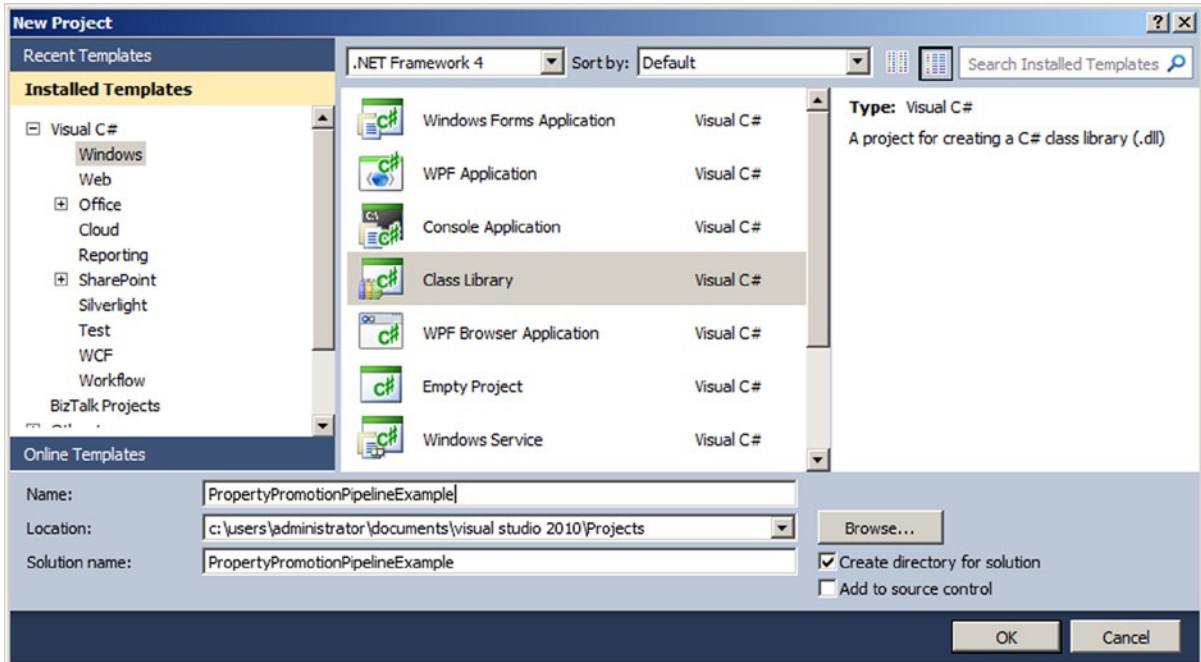 New Project
Recent Templates
.NET Framework 4
Sort by:
Default
Search Installed Templates
Installed Templates
Visual C#
Windows
Web
Office
Cloud
Reporting
SharePoint
Silverlight
Test
WCF
Workflow
BizTalk Projects
Online Templates
Windows Forms Application Visual C#
WPF Application Visual C#
Console Application Visual C#
Class Library Visual C#
WPF Browser Application Visual C#
Empty Project Visual C#
Windows Service Visual C#
Type: Visual C#
A project for creating a C# class library (.dll)
Name: PropertyPromotionPipelineExample
Location: c:\users\administrator\documents\visual studio 2010\Projects
Browse...
Solution name: PropertyPromotionPipelineExample
Create directory for solution
Add to source control
OK
Cancel